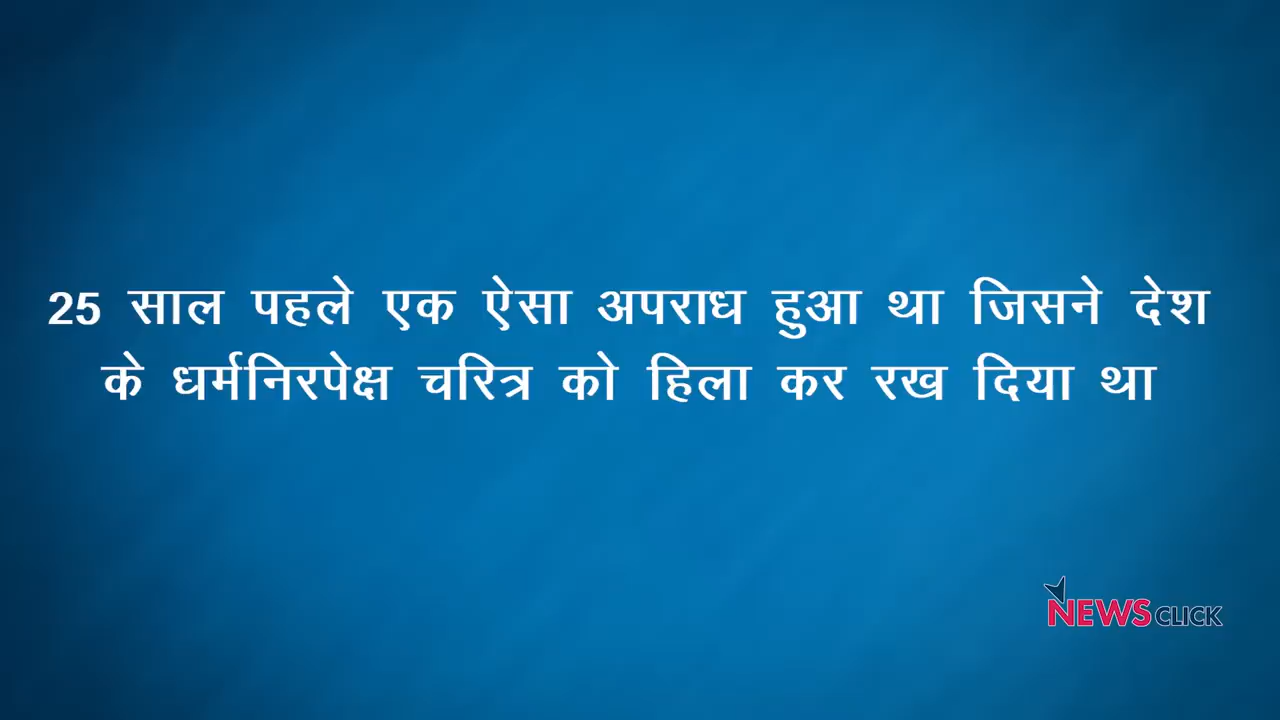 25 साल पहले एक ऐसा अपराध हुआ था जिसने देश
के धर्मनिरपेक्ष चरित्र को हिला कर रख दिया था
NEWSCLICK